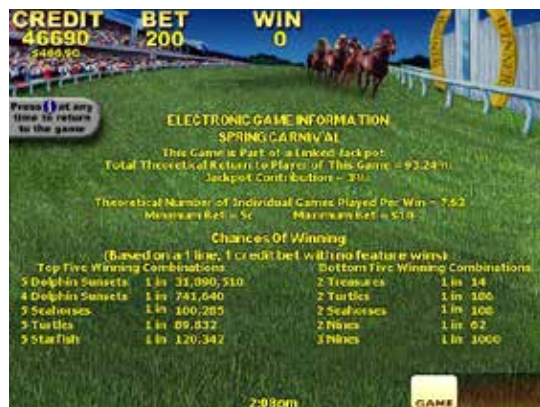 CREDIT BET WIN
46690 200 0
$466.90
Press i at any
time to return
to the game
WINNER
ELECTRONIC GAME INFORMATION
SPRING CARNIVAL
This Game is Part of a Linked Jackpot
Total Theoretical Return to Player of This Game = 93.24%
Jackpot Contribution = 3%
Theoretical Number of Individual Games Played Per Win = 7.62
Minimum Bet = 5c Maximum Bet = $10
Chances Of Winning
(Based on a 1 line, 1 credit bet with no feature wins)
Top Five Winning Combinations Bottom Five Winning Combinations
5 Dolphin Sunsets 1 in 31,090,510 2 Treasures 1 in 14
4 Dolphin Sunsets 1 in 741,640 2 Turtles 1 in 186
5 Seahorses 1 in 100,285 2 Seahorses 1 in 108
5 Turtles 1 in 89,832 2 Nines 1 in 62
5 Starfish 1 in 120,342 3 Nines 1 in 1000
2:08pm
GAME